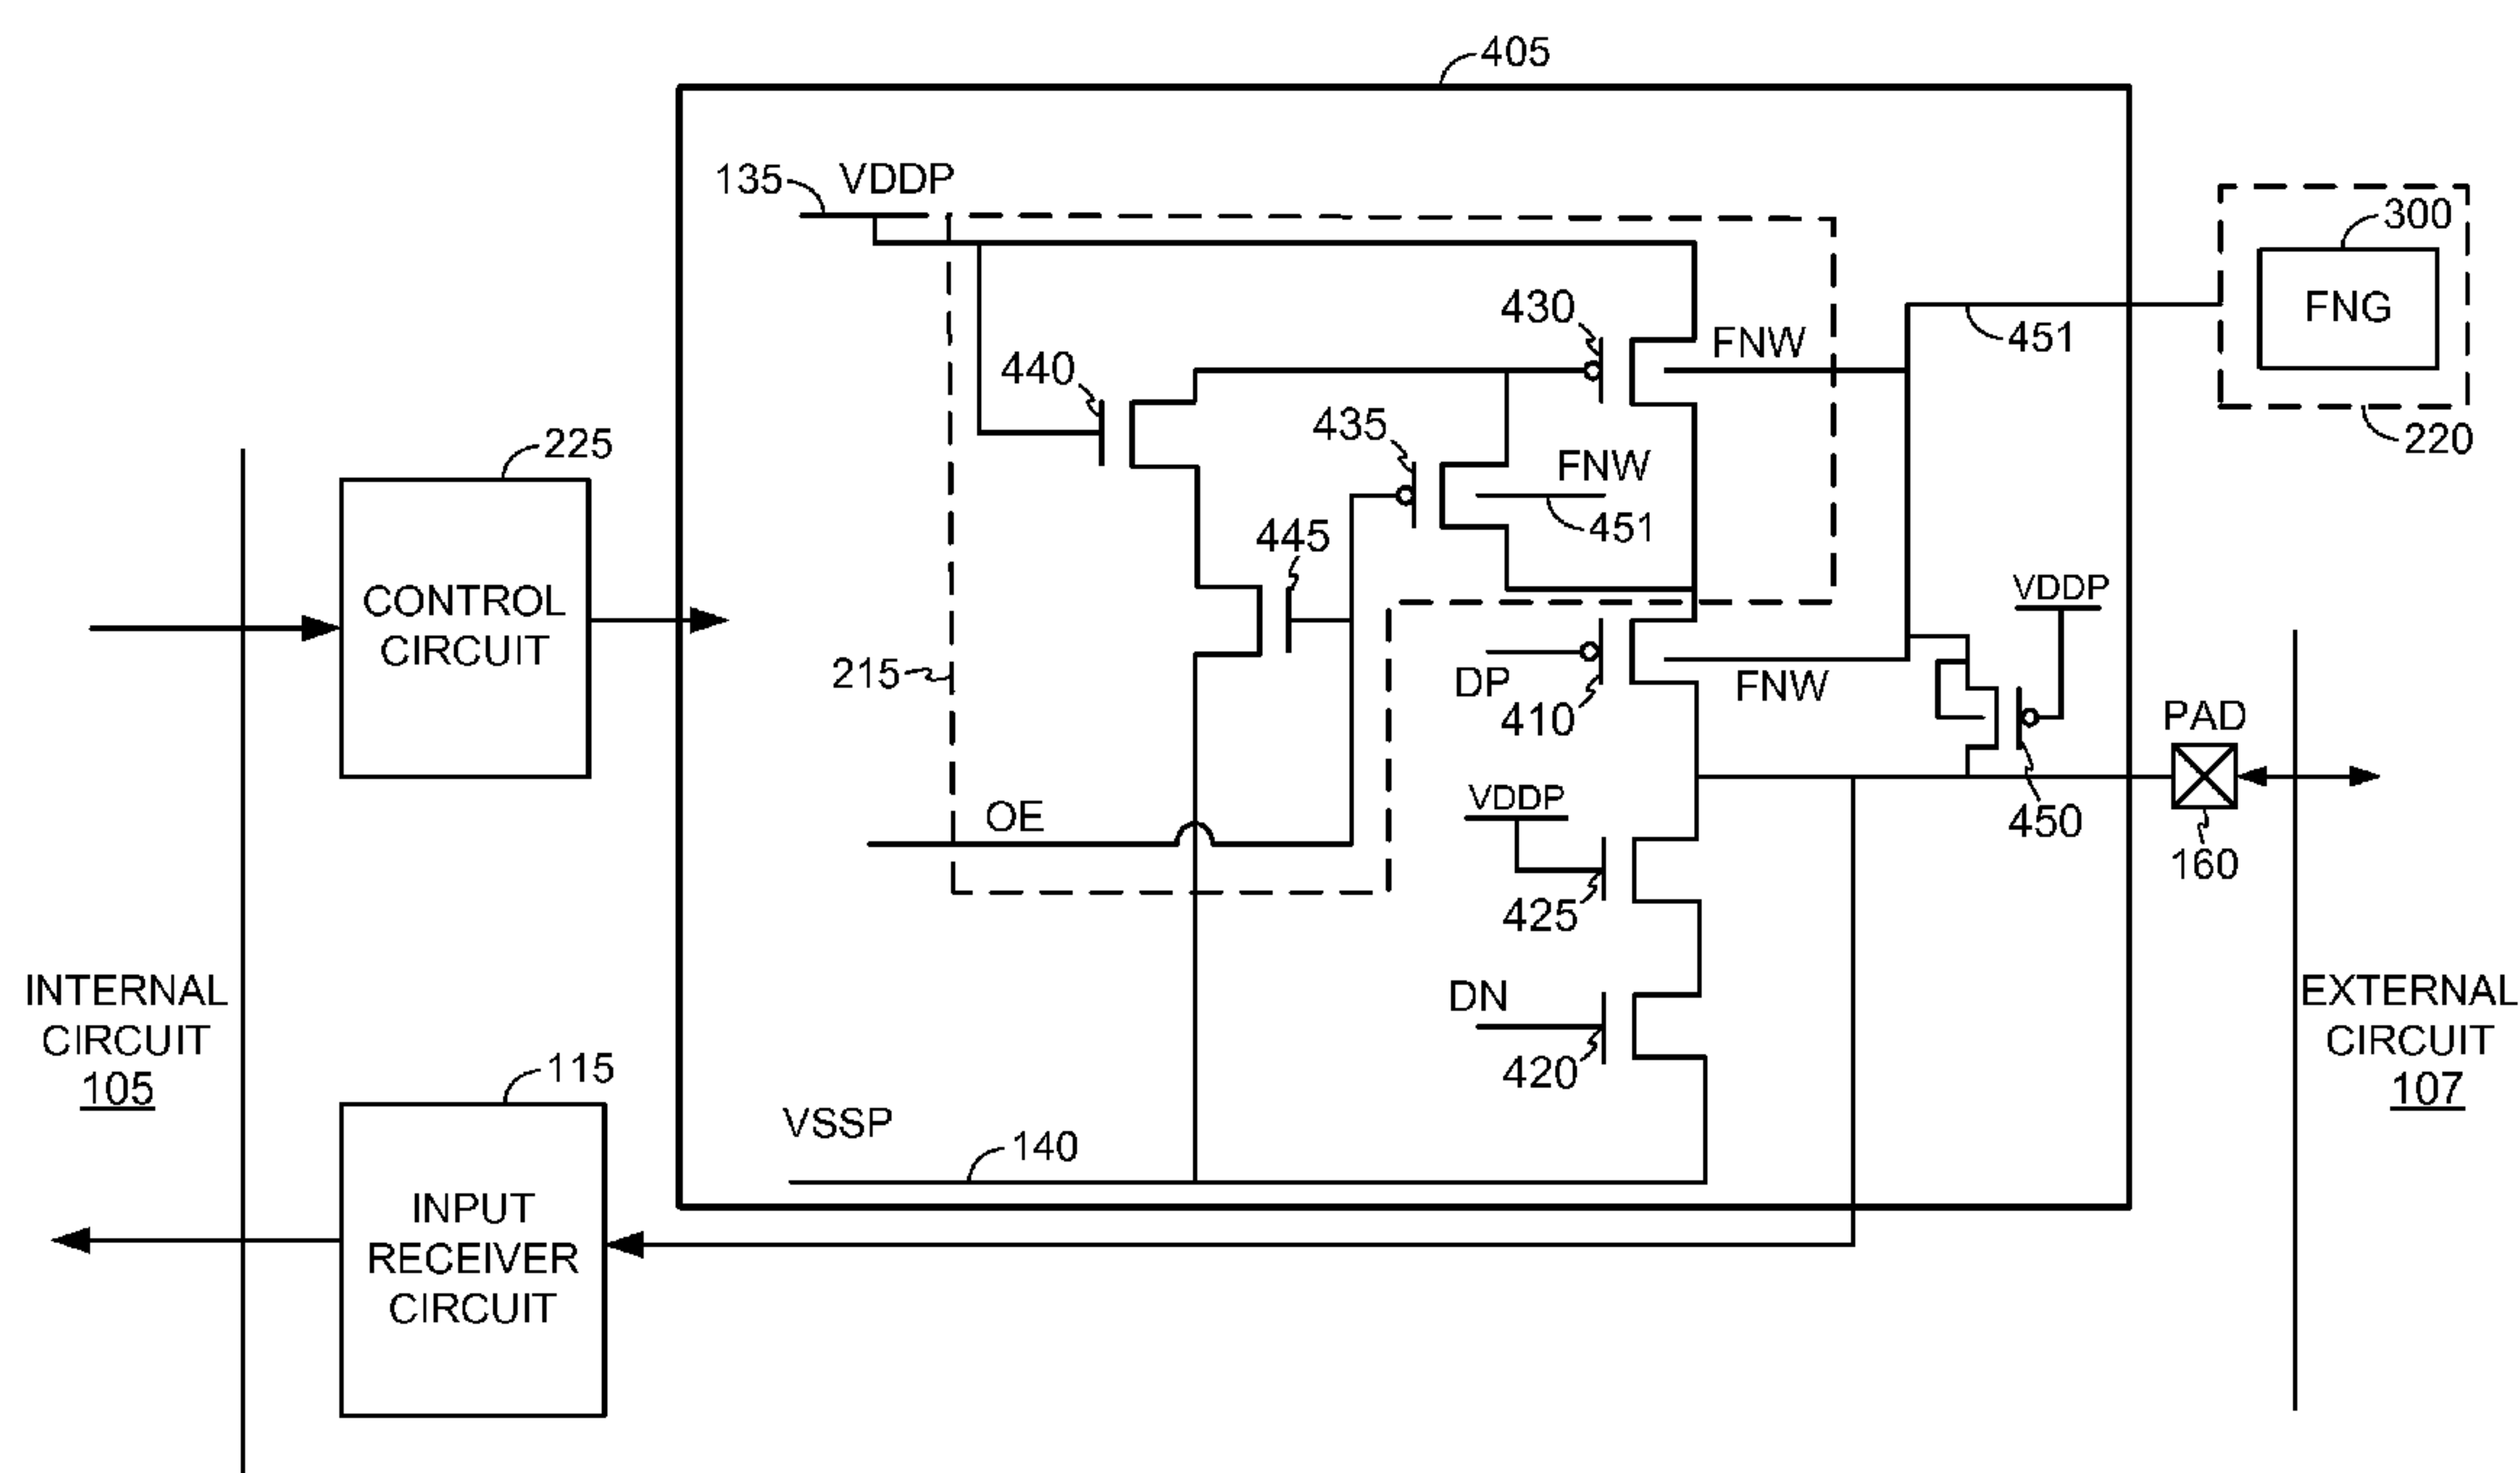 405
135
VDDP
300
FNG
430
FNW
451
440
435
220
225
FNW
451
445
CONTROL
CIRCUIT
VDDP
215
DP
410
FNW
PAD
OE
VDDP
450
160
425
INTERNAL
CIRCUIT
105
DN
EXTERNAL
CIRCUIT
107
420
115
VSSP
140
INPUT
RECEIVER
CIRCUIT